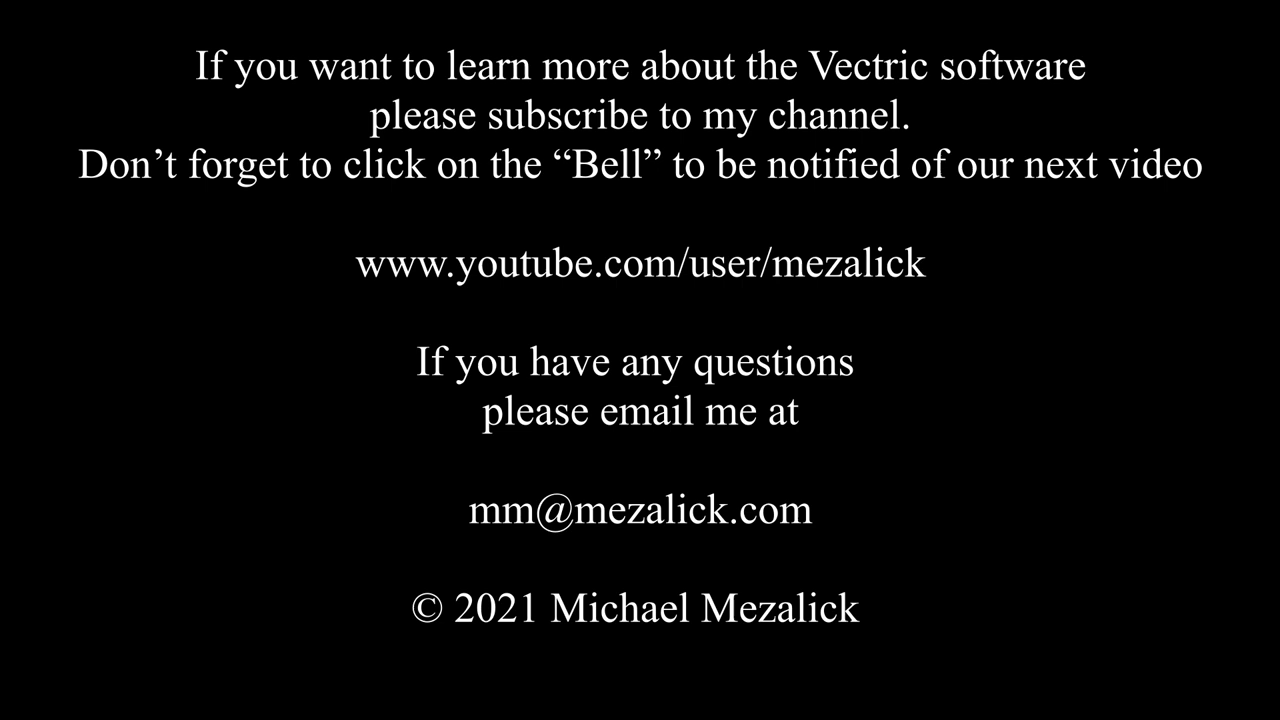 If you want to learn more about the Vectric software
please subscribe to my channel.
Don’t forget to click on the “Bell” to be notified of our next video
www.youtube.com/user/mezalick
If you have any questions
please email me at
mm@mezalick.com
© 2021 Michael Mezalick